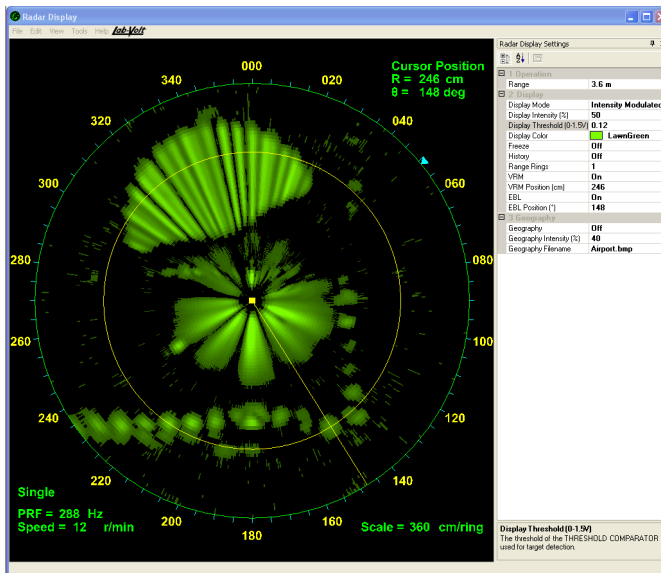 Radar Display
File Edit View Tools Help Lab-Volt
Cursor Position
R = 246 cm
θ = 148 deg
000
020
340
040
320
060
300
080
280
100
260
120
240
140
220
160
200
180
Single
PRF = 288 Hz
Speed = 12 r/min
Scale = 360 cm/ring
Radar Display Settings
1 Operation
Range 3.6 m
2 Display
Display Mode Intensity Modulated
Display Intensity (%) 50
Display Threshold (0-1.5V) 0.12
Display Color LawnGreen
Freeze Off
History Off
Range Rings 1
VRM On
VRM Position (cm) 246
EBL On
EBL Position (°) 148
3 Geography
Geography Off
Geography Intensity (%) 40
Geography Filename Airport.bmp
Display Threshold (0-1.5V)
The threshold of the THRESHOLD COMPARATOR
used for target detection.